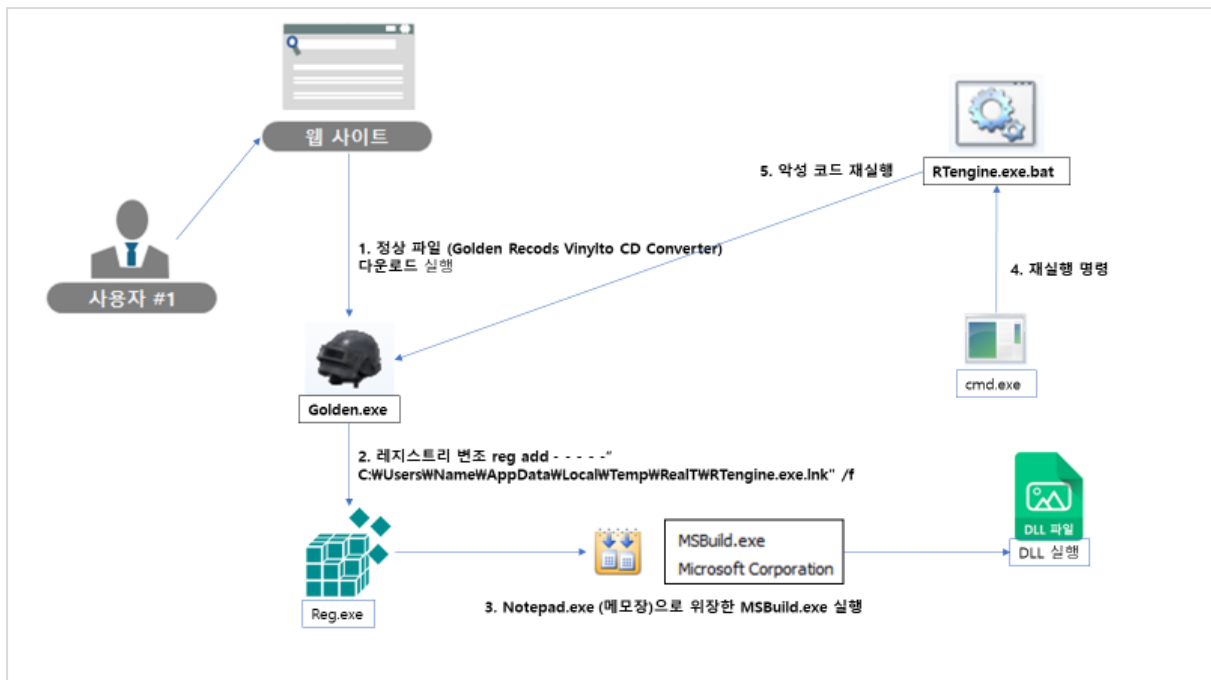 웹 사이트
사용자 #1
1. 정상 파일 (Golden Recods Vinylto CD Converter)
다운로드 실행
Golden.exe
2. 레지스트리 변조 reg add - - - - -“
C:₩Users₩Name₩AppData₩Local₩Temp₩RealT₩RTengine.exe.lnk" /f
Reg.exe
MSBuild.exe
Microsoft Corporation
3. Notepad.exe (메모장)으로 위장한 MSBuild.exe 실행
DLL 파일
DLL 실행
cmd.exe
4. 재실행 명령
RTengine.exe.bat
5. 악성 코드 재실행